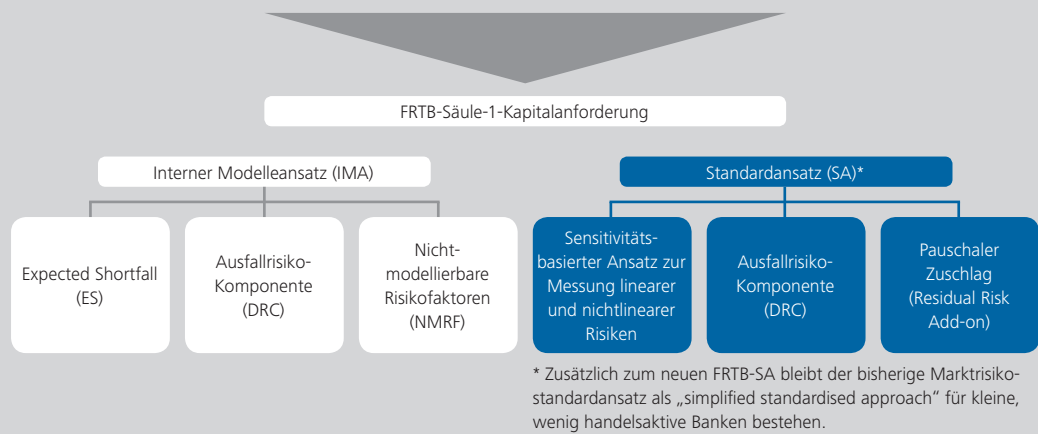 FRTB-Säule-1-Kapitalanforderung
Interner Modelleansatz (IMA)
Standardansatz (SA)*
Expected Shortfall
(ES)
Ausfallrisiko-
Komponente
(DRC)
Nicht-
modellierbare
Risikofaktoren
(NMRF)
Sensitivitäts-
basierter Ansatz zur
Messung linearer
und nichtlinearer
Risiken
Ausfallrisiko-
Komponente
(DRC)
Pauschaler
Zuschlag
(Residual Risk
Add-on)
* Zusätzlich zum neuen FRTB-SA bleibt der bisherige Marktrisiko-
standardansatz als „simplified standardised approach“ für kleine,
wenig handelsaktive Banken bestehen.